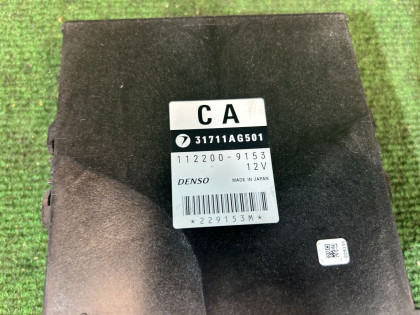 CA
31711AG501
112200-9153
12V
DENSO MADE IN JAPAN
*229153M*